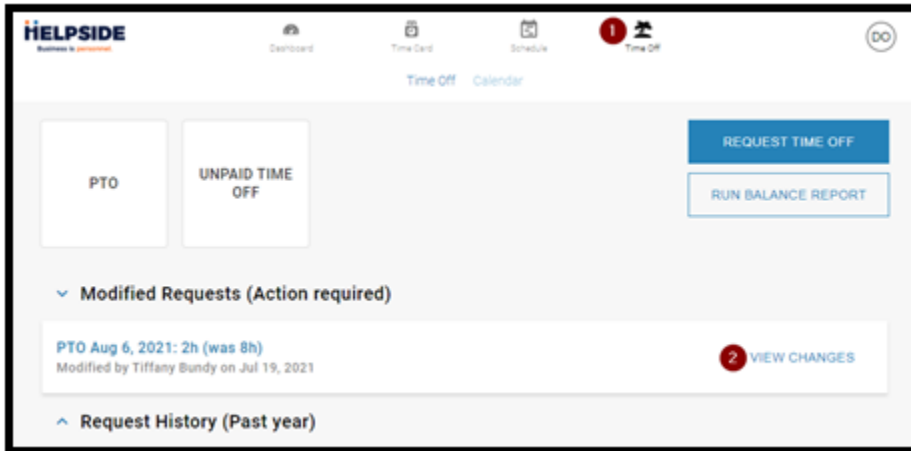 HELPSIDE
Business is personnel.
Dashboard
Time Card
Schedule
1
Time Off
DO
Time Off Calendar
PTO
UNPAID TIME
OFF
REQUEST TIME OFF
RUN BALANCE REPORT
Modified Requests (Action required)
PTO Aug 6, 2021: 2h (was 8h)
Modified by Tiffany Bundy on Jul 19, 2021
2 VIEW CHANGES
Request History (Past year)